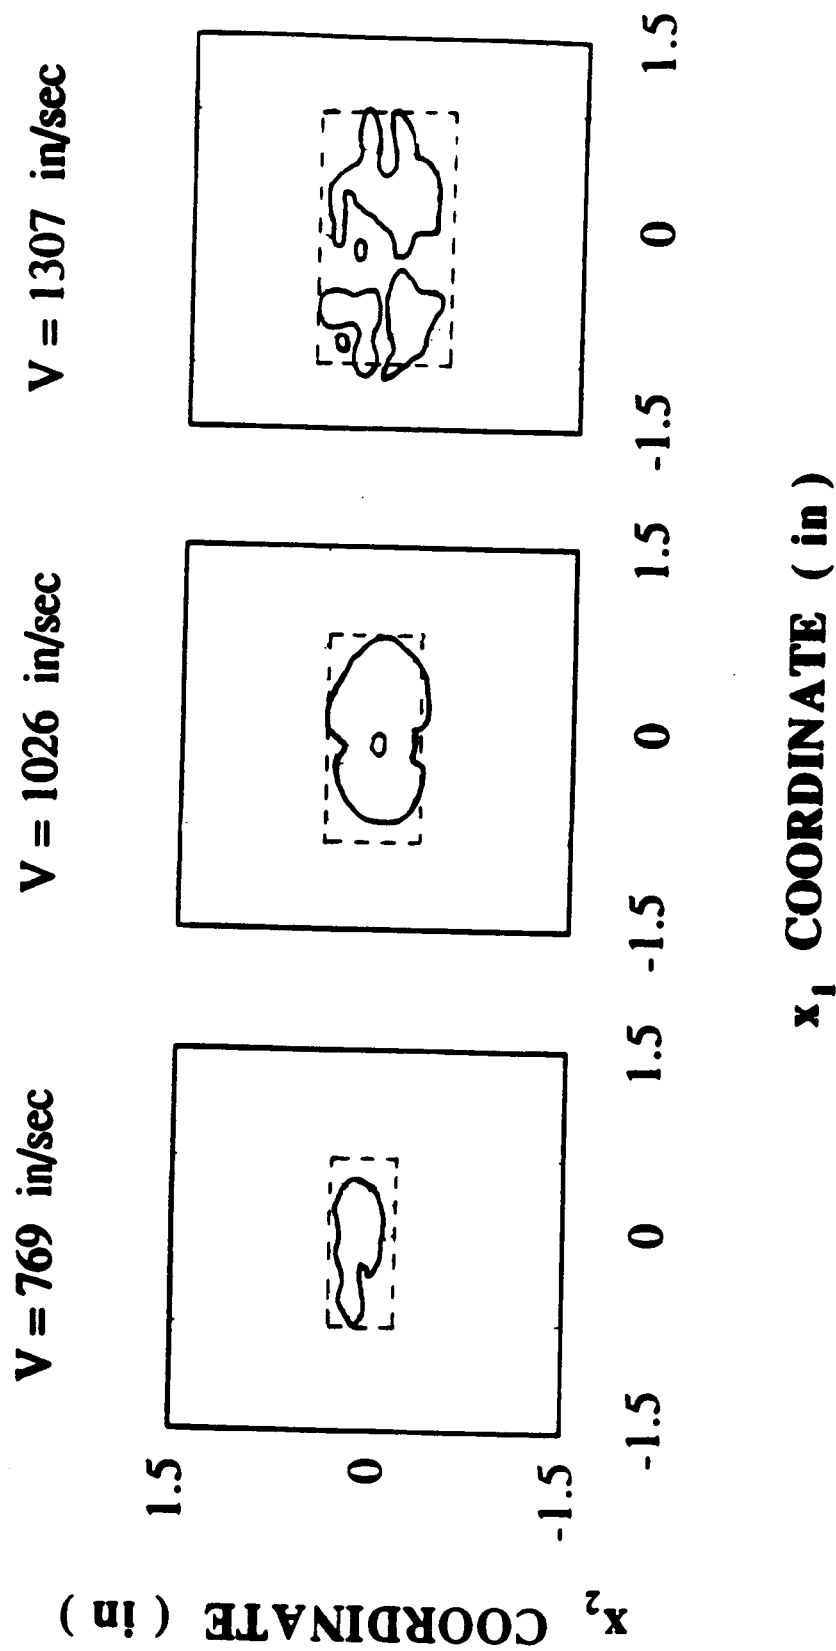 V = 769 in/sec
V = 1026 in/sec
V = 1307 in/sec
x₂ COORDINATE ( in )
1.5
0
-1.5
-1.5 0 1.5
-1.5 0 1.5
-1.5 0 1.5
x₁ COORDINATE ( in )